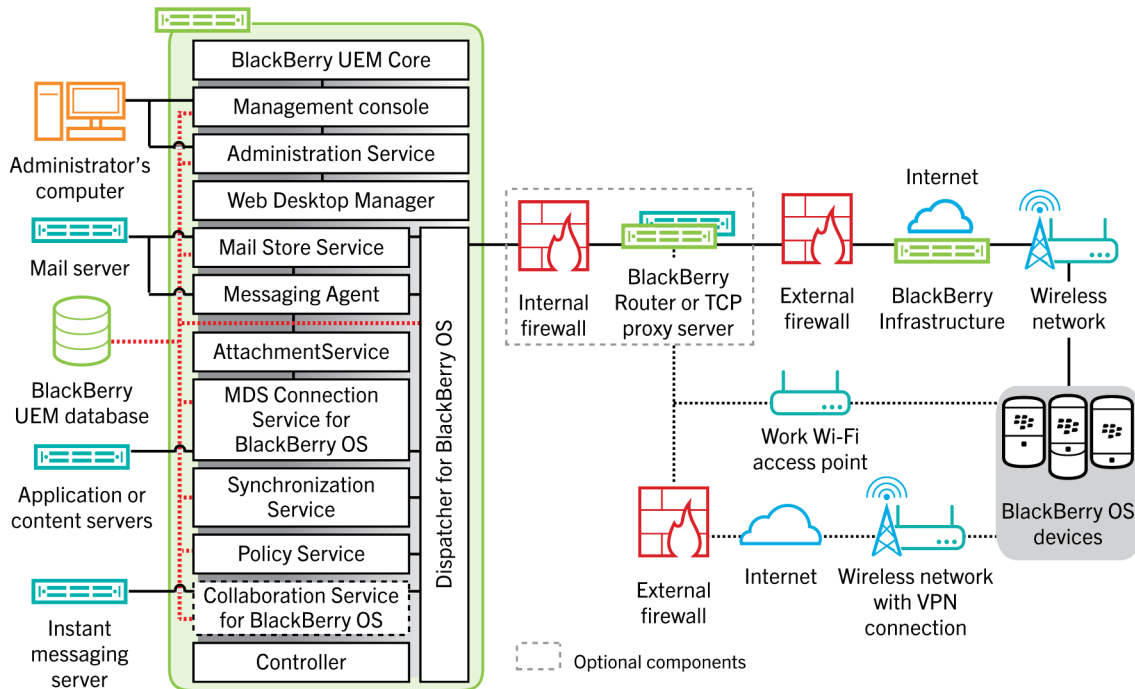 BlackBerry UEM Core
Management console
Administration Service
Web Desktop Manager
Mail Store Service
Messaging Agent
AttachmentService
MDS Connection
Service for
BlackBerry OS
Synchronization
Service
Policy Service
Collaboration Service
for BlackBerry OS
Controller
Dispatcher for BlackBerry OS
Administrator's
computer
Mail server
BlackBerry
UEM database
Application or
content servers
Instant
messaging
server
Internal
firewall
BlackBerry
Router or TCP
proxy server
External
firewall
Internet
BlackBerry
Infrastructure
Wireless
network
Work Wi-Fi
access point
BlackBerry OS
devices
External
firewall
Internet
Wireless network
with VPN
connection
Optional components